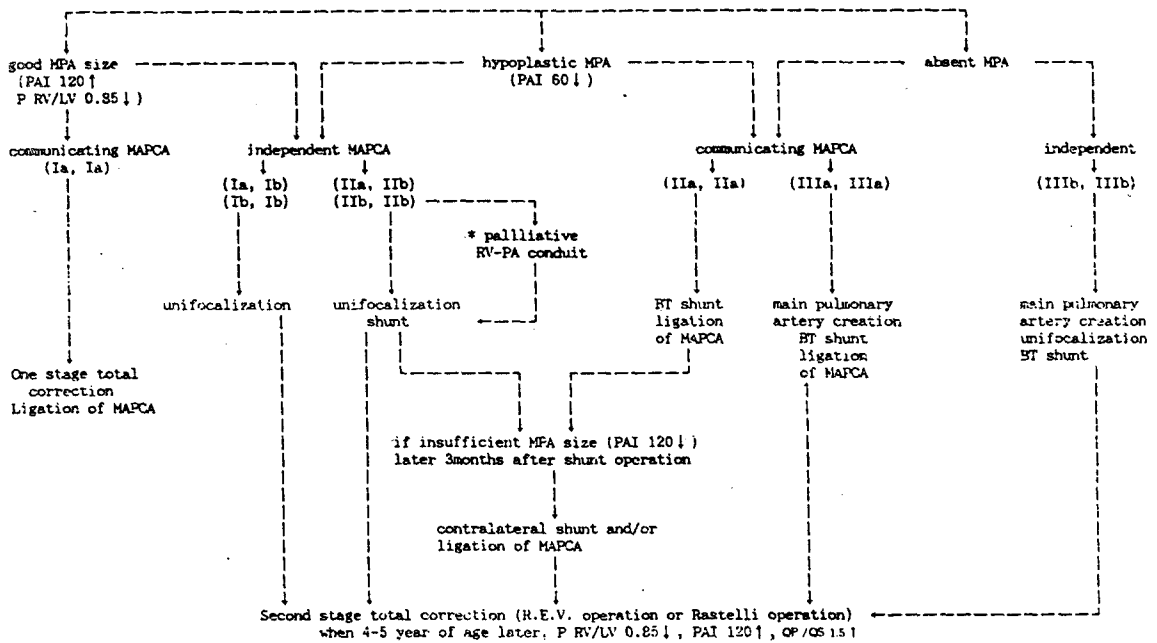 good MPA size
(PAI 120↑
P RV/LV 0.85↓)
hypoplastic MPA
(PAI 60↓)
absent MPA
communicating MAPCA
(Ia, Ia)
independent MAPCA
(Ia, Ib)
(Ib, Ib)
(IIa, IIb)
(IIb, IIb)
communicating MAPCA
(IIa, IIa)
(IIIa, IIIa)
independent
(IIIb, IIIb)
* pallliative
RV-PA conduit
unifocalization
unifocalization
shunt
BT shunt
ligation
of MAPCA
main pulmonary
artery creation
BT shunt
ligation
of MAPCA
main pulmonary
artery creation
unifocalization
BT shunt
One stage total
correction
Ligation of MAPCA
if insufficient MPA size (PAI 120↓)
later 3months after shunt operation
contralateral shunt and/or
ligation of MAPCA
Second stage total correction (R.E.V. operation or Rastelli operation)
when 4-5 year of age later, P RV/LV 0.85↓, PAI 120↑, QP/QS 1.5↑